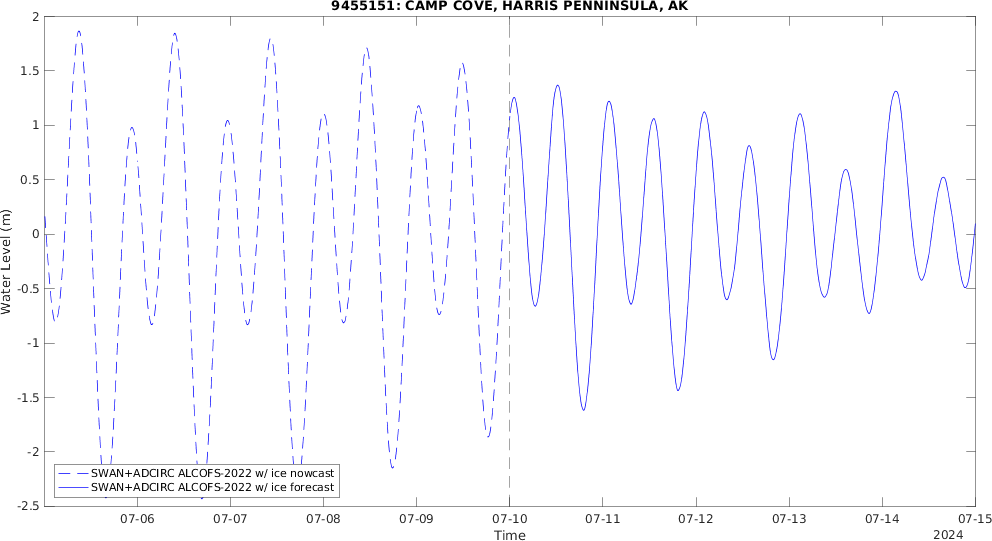 9455151: CAMP COVE, HARRIS PENNINSULA, AK
2
1.5
1
0.5
0
-0.5
-1
-1.5
-2
-2.5
Water Level (m)
SWAN+ADCIRC ALCOFS-2022 w/ ice nowcast
SWAN+ADCIRC ALCOFS-2022 w/ ice forecast
07-06 07-07 07-08 07-09 07-10 07-11 07-12 07-13 07-14 07-15
Time
2024